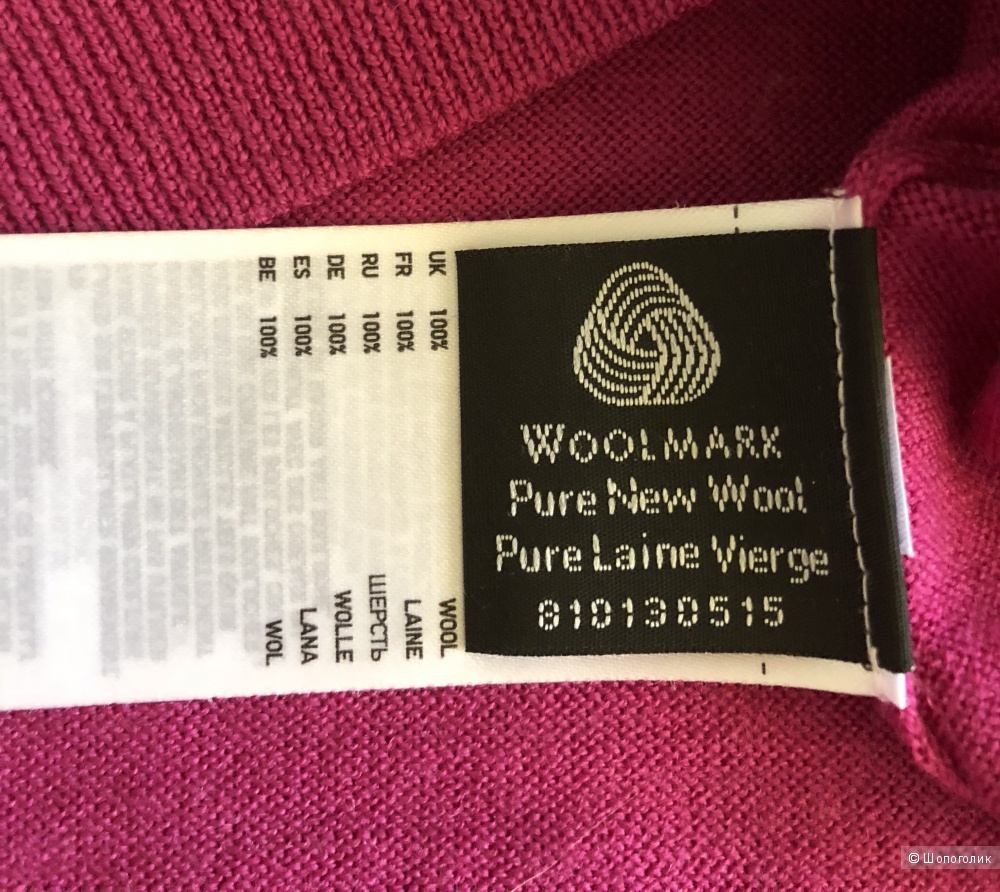 WOOLMARK
Pure New Wool
Pure Laine Vierge
010130515
UK 100% WOOL
FR 100% LAINE
RU 100% ШЕРСТЬ
DE 100% WOLLE
ES 100% LANA
BE 100% WOL
© Шопоголик